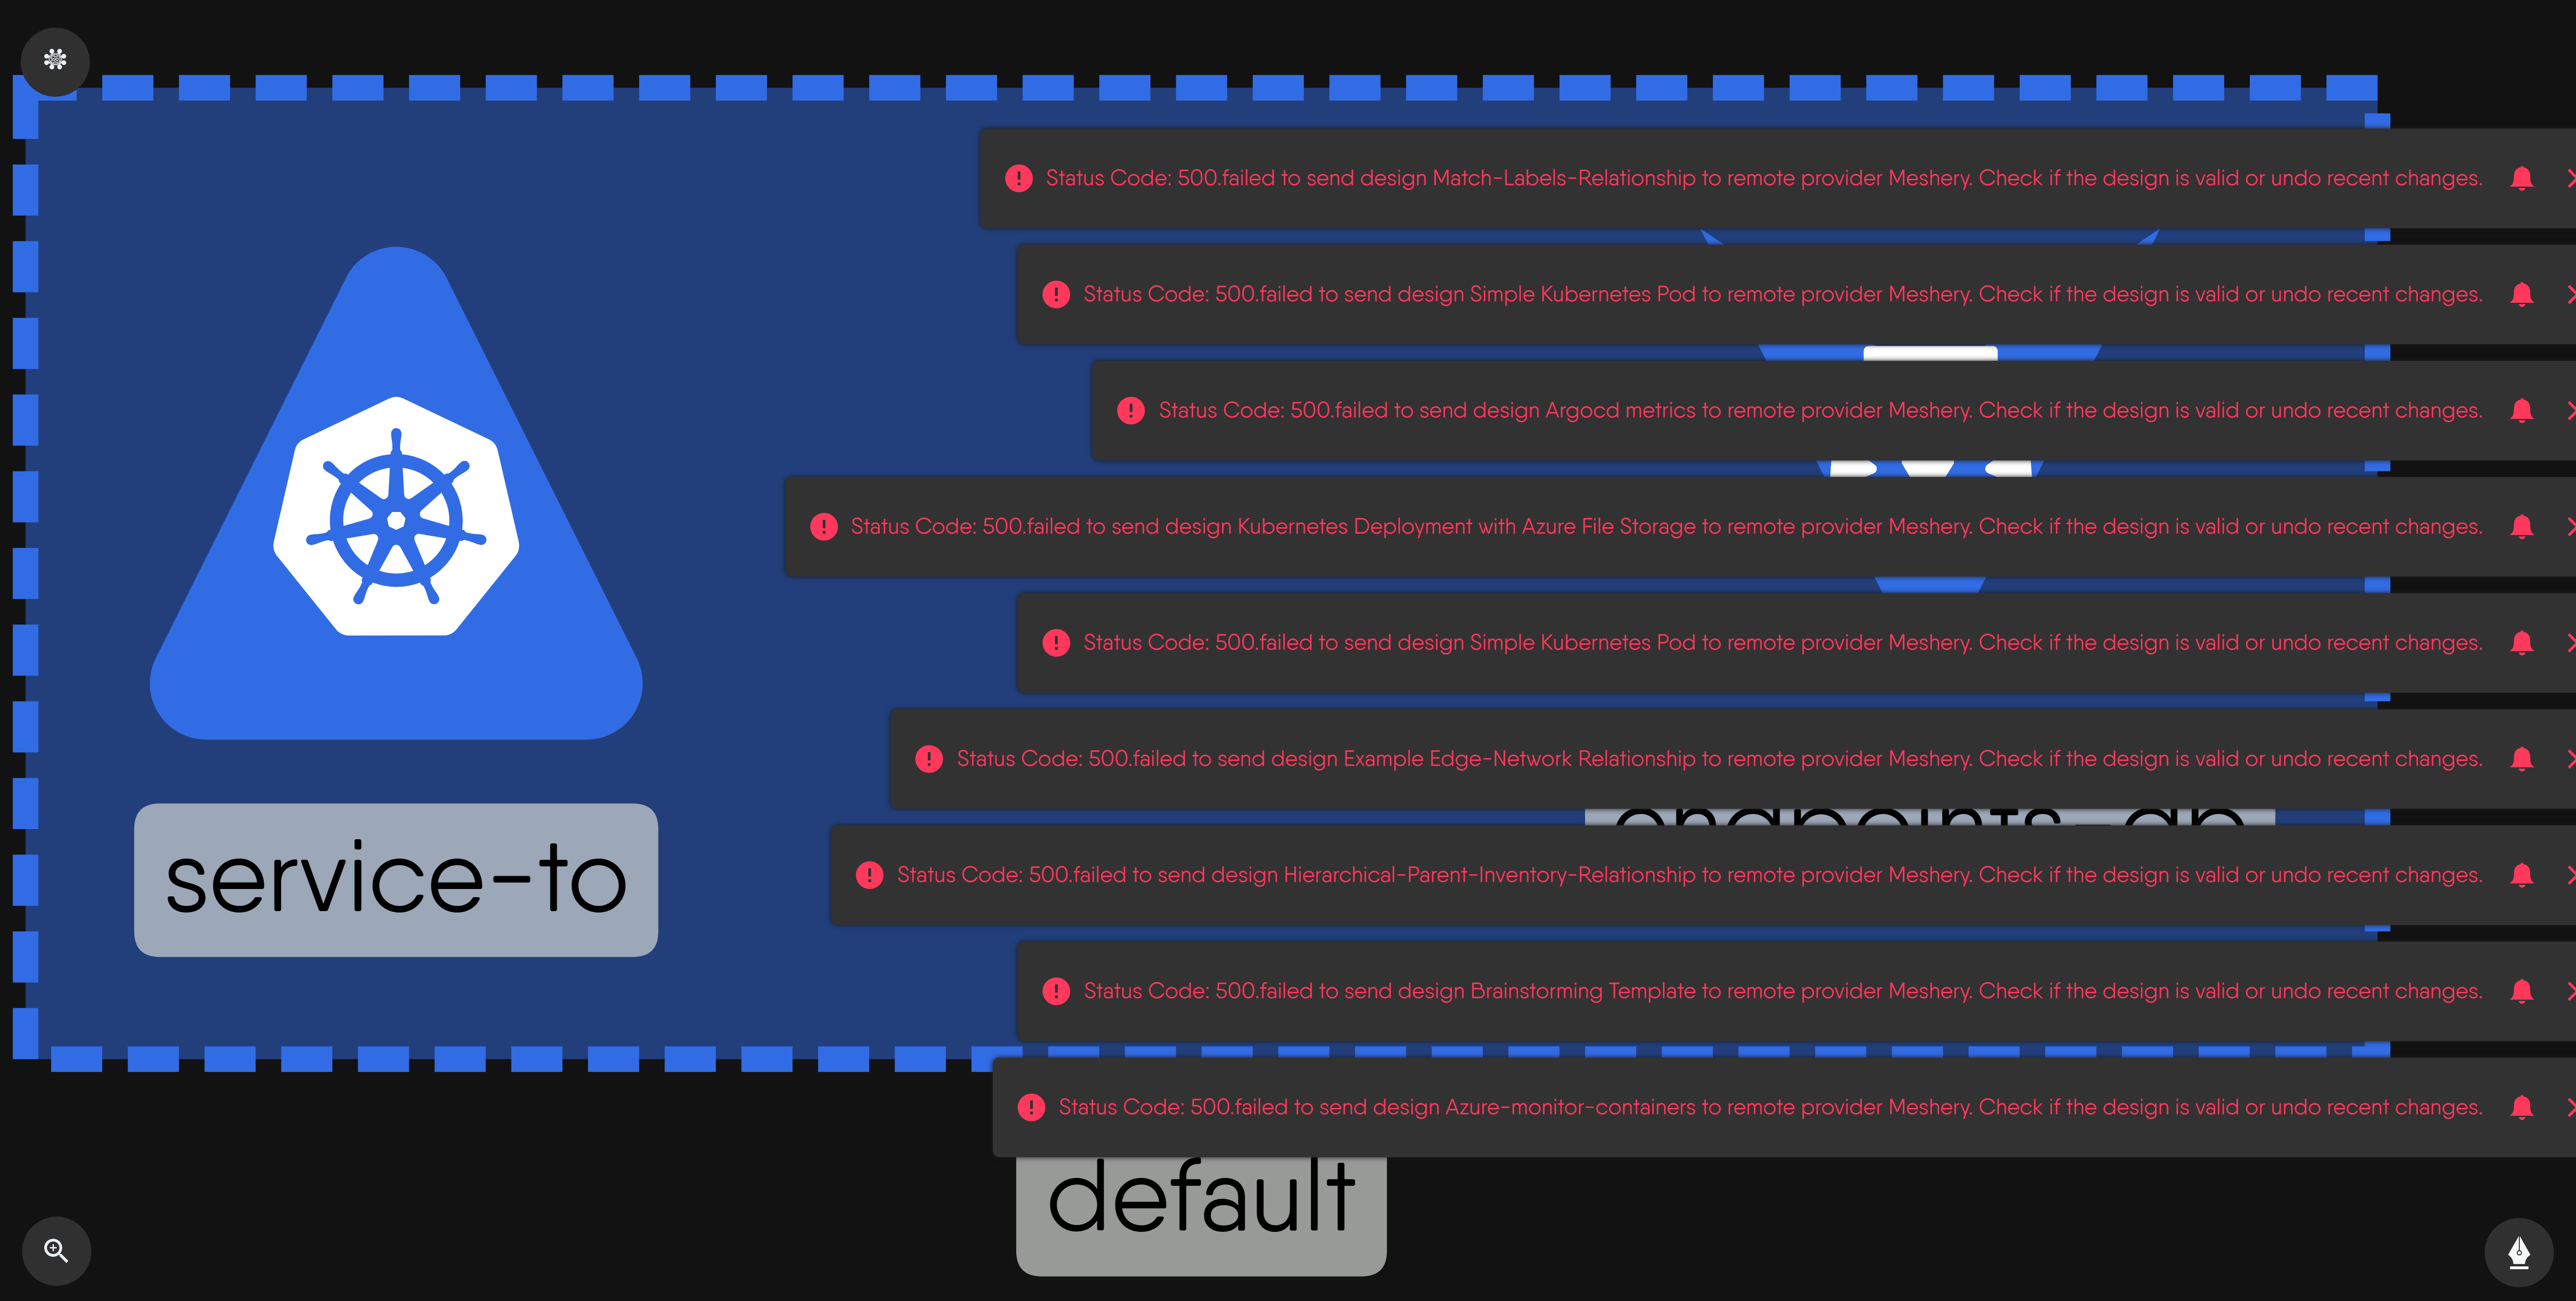 Status Code: 500.failed to send design Match-Labels-Relationship to remote provider Meshery. Check if the design is valid or undo recent changes.
Status Code: 500.failed to send design Simple Kubernetes Pod to remote provider Meshery. Check if the design is valid or undo recent changes.
Status Code: 500.failed to send design Argocd metrics to remote provider Meshery. Check if the design is valid or undo recent changes.
Status Code: 500.failed to send design Kubernetes Deployment with Azure File Storage to remote provider Meshery. Check if the design is valid or undo recent changes.
Status Code: 500.failed to send design Simple Kubernetes Pod to remote provider Meshery. Check if the design is valid or undo recent changes.
Status Code: 500.failed to send design Example Edge-Network Relationship to remote provider Meshery. Check if the design is valid or undo recent changes.
Status Code: 500.failed to send design Hierarchical-Parent-Inventory-Relationship to remote provider Meshery. Check if the design is valid or undo recent changes.
service-to
Status Code: 500.failed to send design Brainstorming Template to remote provider Meshery. Check if the design is valid or undo recent changes.
Status Code: 500.failed to send design Azure-monitor-containers to remote provider Meshery. Check if the design is valid or undo recent changes.
default